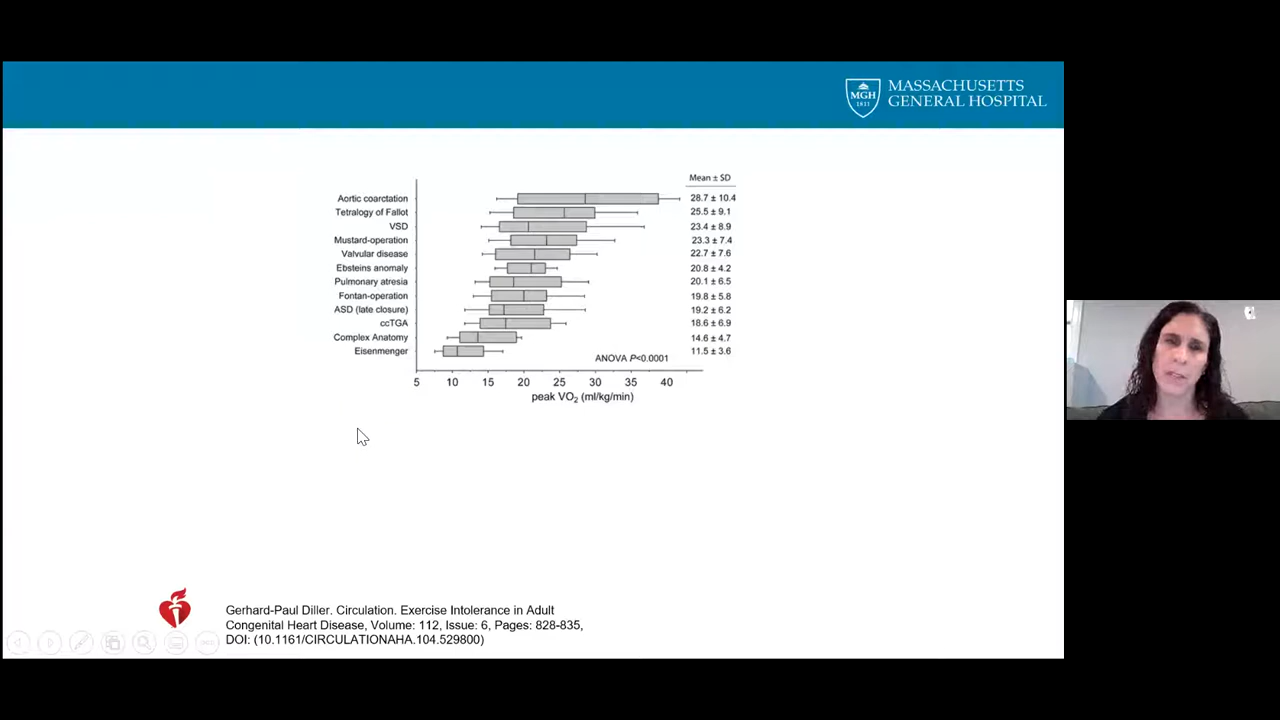 MASSACHUSETTS
GENERAL HOSPITAL
MGH
1811
Mean ± SD
Aortic coarctation 28.7 ± 10.4
Tetralogy of Fallot 25.5 ± 9.1
VSD 23.4 ± 8.9
Mustard-operation 23.3 ± 7.4
Valvular disease 22.7 ± 7.6
Ebsteins anomaly 20.8 ± 4.2
Pulmonary atresia 20.1 ± 6.5
Fontan-operation 19.8 ± 5.8
ASD (late closure) 19.2 ± 6.2
ccTGA 18.6 ± 6.9
Complex Anatomy 14.6 ± 4.7
Eisenmenger 11.5 ± 3.6
ANOVA P<0.0001
5 10 15 20 25 30 35 40
peak VO₂ (ml/kg/min)
Gerhard-Paul Diller. Circulation. Exercise Intolerance in Adult
Congenital Heart Disease, Volume: 112, Issue: 6, Pages: 828-835,
DOI: (10.1161/CIRCULATIONAHA.104.529800)